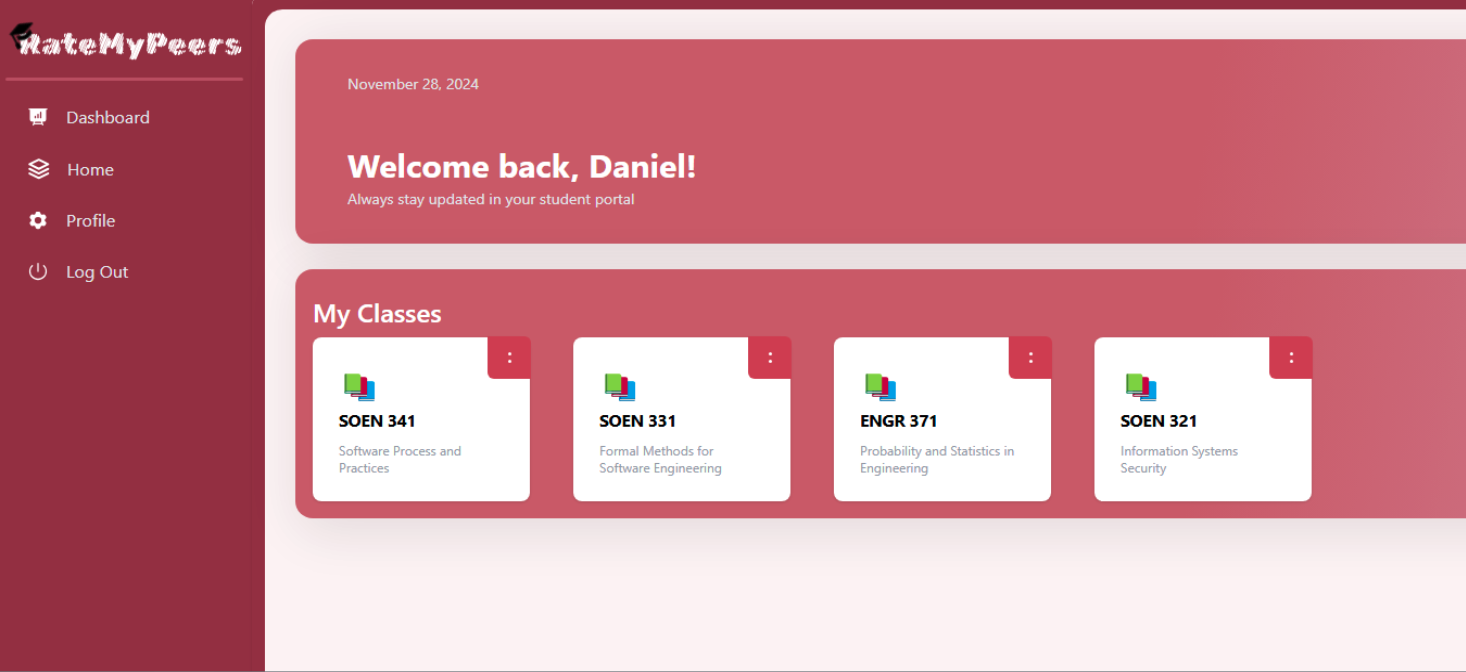 RateMyPeers
Dashboard
Home
Profile
Log Out
November 28, 2024
Welcome back, Daniel!
Always stay updated in your student portal
My Classes
:
SOEN 341
Software Process and
Practices
:
SOEN 331
Formal Methods for
Software Engineering
:
ENGR 371
Probability and Statistics in
Engineering
:
SOEN 321
Information Systems
Security